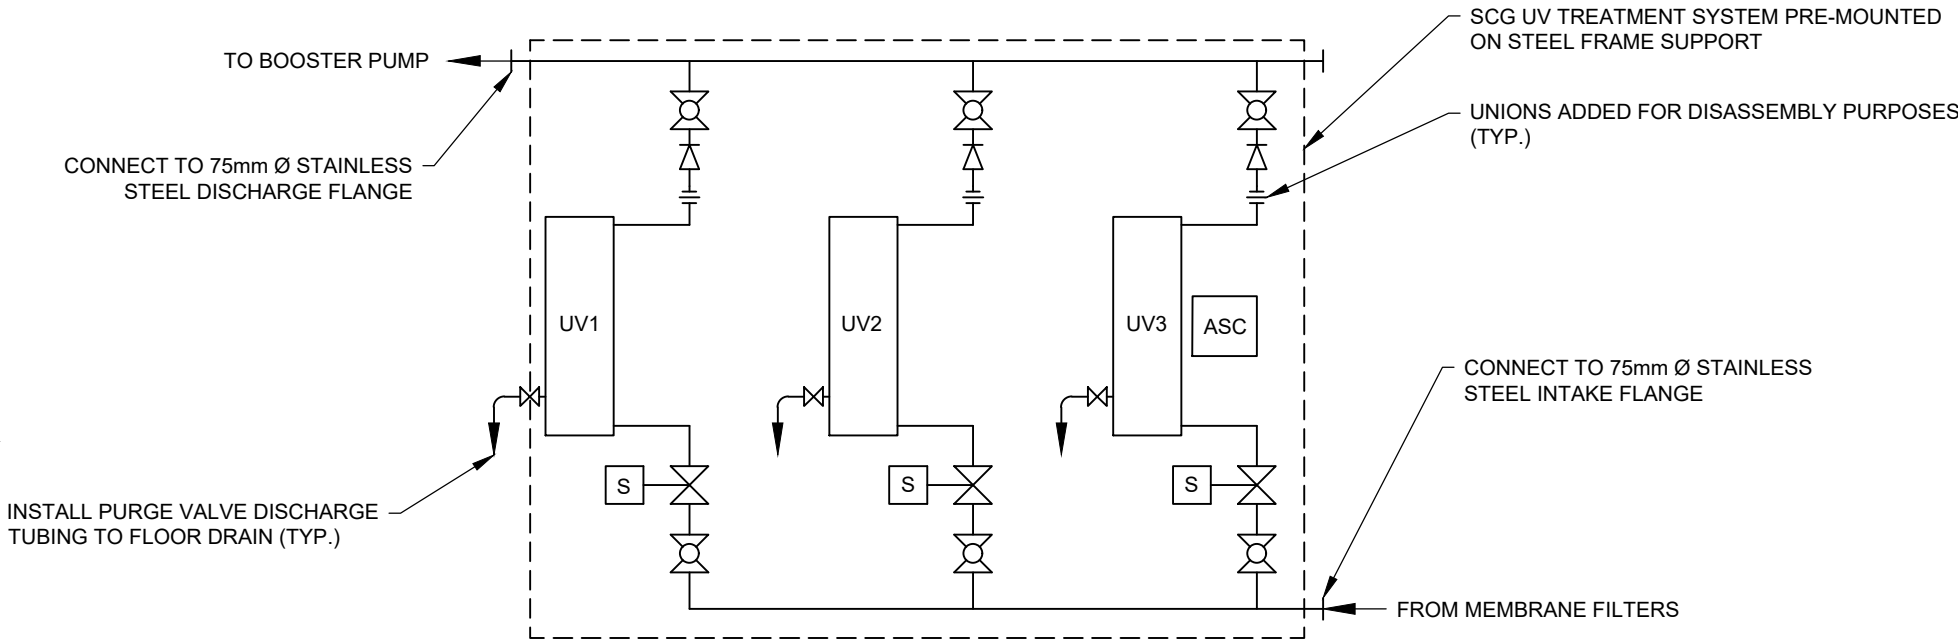 SCG UV TREATMENT SYSTEM PRE-MOUNTED
ON STEEL FRAME SUPPORT
TO BOOSTER PUMP
UNIONS ADDED FOR DISASSEMBLY PURPOSES
(TYP.)
CONNECT TO 75mm Ø STAINLESS
STEEL DISCHARGE FLANGE
UV1
UV2
UV3
ASC
CONNECT TO 75mm Ø STAINLESS
STEEL INTAKE FLANGE
S
S
S
INSTALL PURGE VALVE DISCHARGE
TUBING TO FLOOR DRAIN (TYP.)
FROM MEMBRANE FILTERS